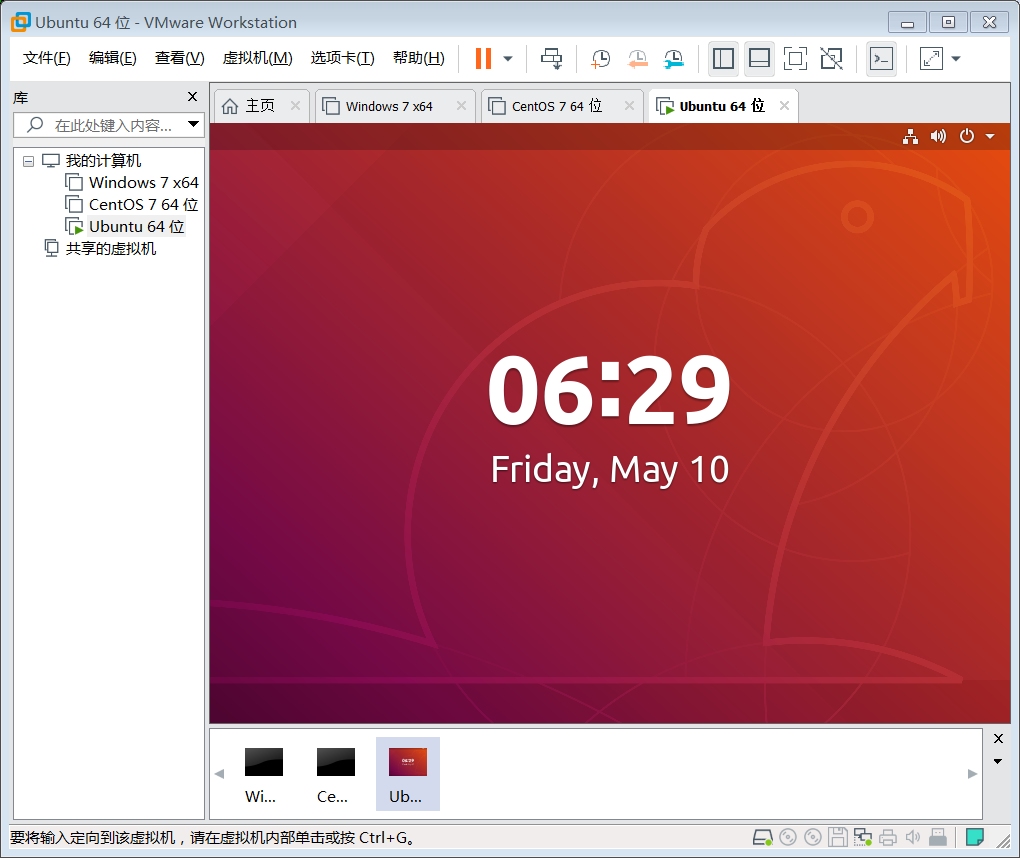 Ubuntu 64 位 - VMware Workstation
文件(F) 编辑(E) 查看(V) 虚拟机(M) 选项卡(T) 帮助(H)
库
主页 Windows 7 x64 CentOS 7 64 位 Ubuntu 64 位
在此处键入内容...
我的计算机
Windows 7 x64
CentOS 7 64 位
Ubuntu 64 位
共享的虚拟机
06:29
Friday, May 10
Wi... Ce... Ub...
要将输入定向到该虚拟机，请在虚拟机内部单击或按 Ctrl+G。